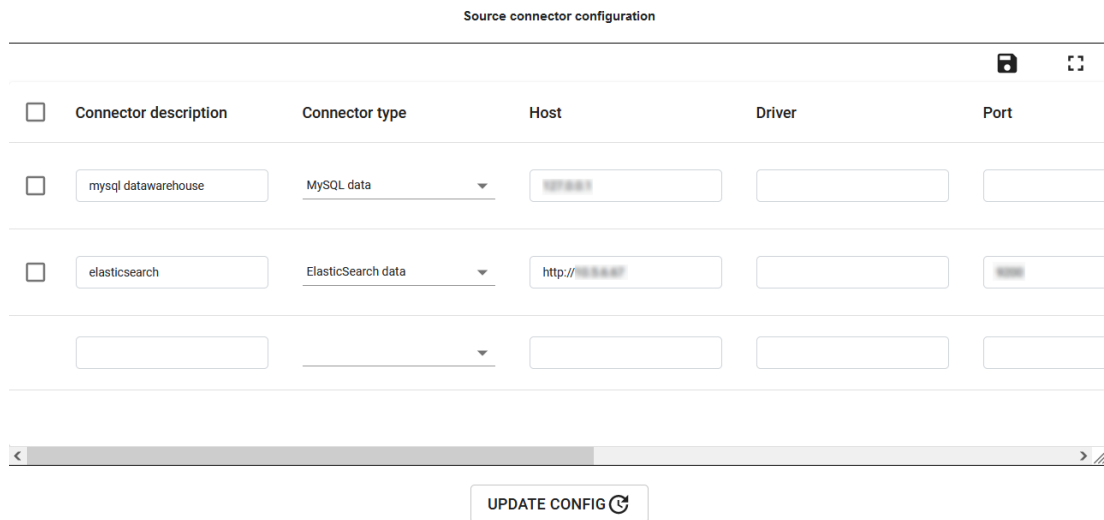 Source connector configuration
Connector description Connector type Host Driver Port
mysql datawarehouse MySQL data
elasticsearch ElasticSearch data http://
UPDATE CONFIG